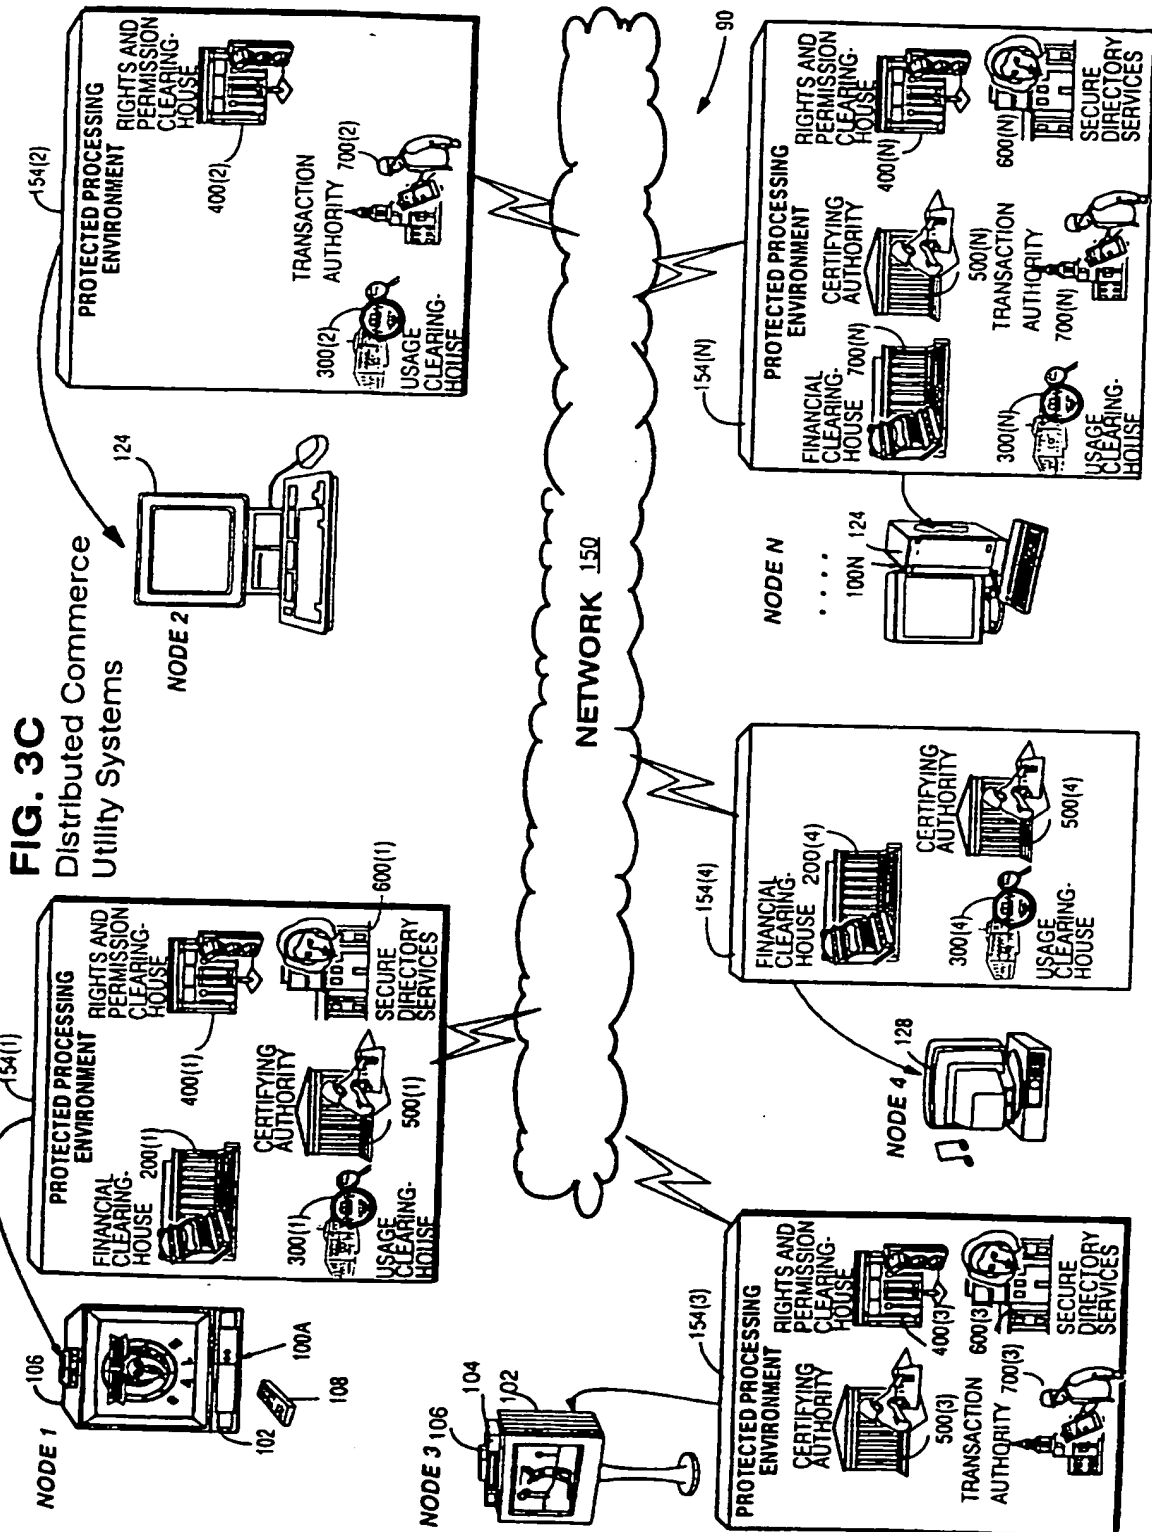 FIG. 3C
Distributed Commerce
Utility Systems
NODE 1
106
102
100A
108
154(1)
PROTECTED PROCESSING
ENVIRONMENT
FINANCIAL
CLEARING-
HOUSE
200(1)
RIGHTS AND
PERMISSION
CLEARING-
HOUSE
400(1)
CERTIFYING
AUTHORITY
500(1)
300(1)
USAGE
CLEARING-
HOUSE
600(1)
SECURE
DIRECTORY
SERVICES
NODE 2
124
154(2)
PROTECTED PROCESSING
ENVIRONMENT
RIGHTS AND
PERMISSION
CLEARING-
HOUSE
400(2)
TRANSACTION
AUTHORITY
700(2)
300(2)
USAGE
CLEARING-
HOUSE
NETWORK 150
90
NODE 3
106
104
102
154(3)
PROTECTED PROCESSING
ENVIRONMENT
CERTIFYING
AUTHORITY
500(3)
RIGHTS AND
PERMISSION
CLEARING-
HOUSE
400(3)
TRANSACTION
AUTHORITY
700(3)
600(3)
SECURE
DIRECTORY
SERVICES
NODE 4
128
154(4)
FINANCIAL
CLEARING-
HOUSE
200(4)
CERTIFYING
AUTHORITY
500(4)
300(4)
USAGE
CLEARING-
HOUSE
NODE N
. . . .
100N
124
154(N)
PROTECTED PROCESSING
ENVIRONMENT
FINANCIAL
CLEARING-
HOUSE
700(N)
CERTIFYING
AUTHORITY
500(N)
RIGHTS AND
PERMISSION
CLEARING-
HOUSE
400(N)
300(N)
USAGE
CLEARING-
HOUSE
TRANSACTION
AUTHORITY
700(N)
600(N)
SECURE
DIRECTORY
SERVICES